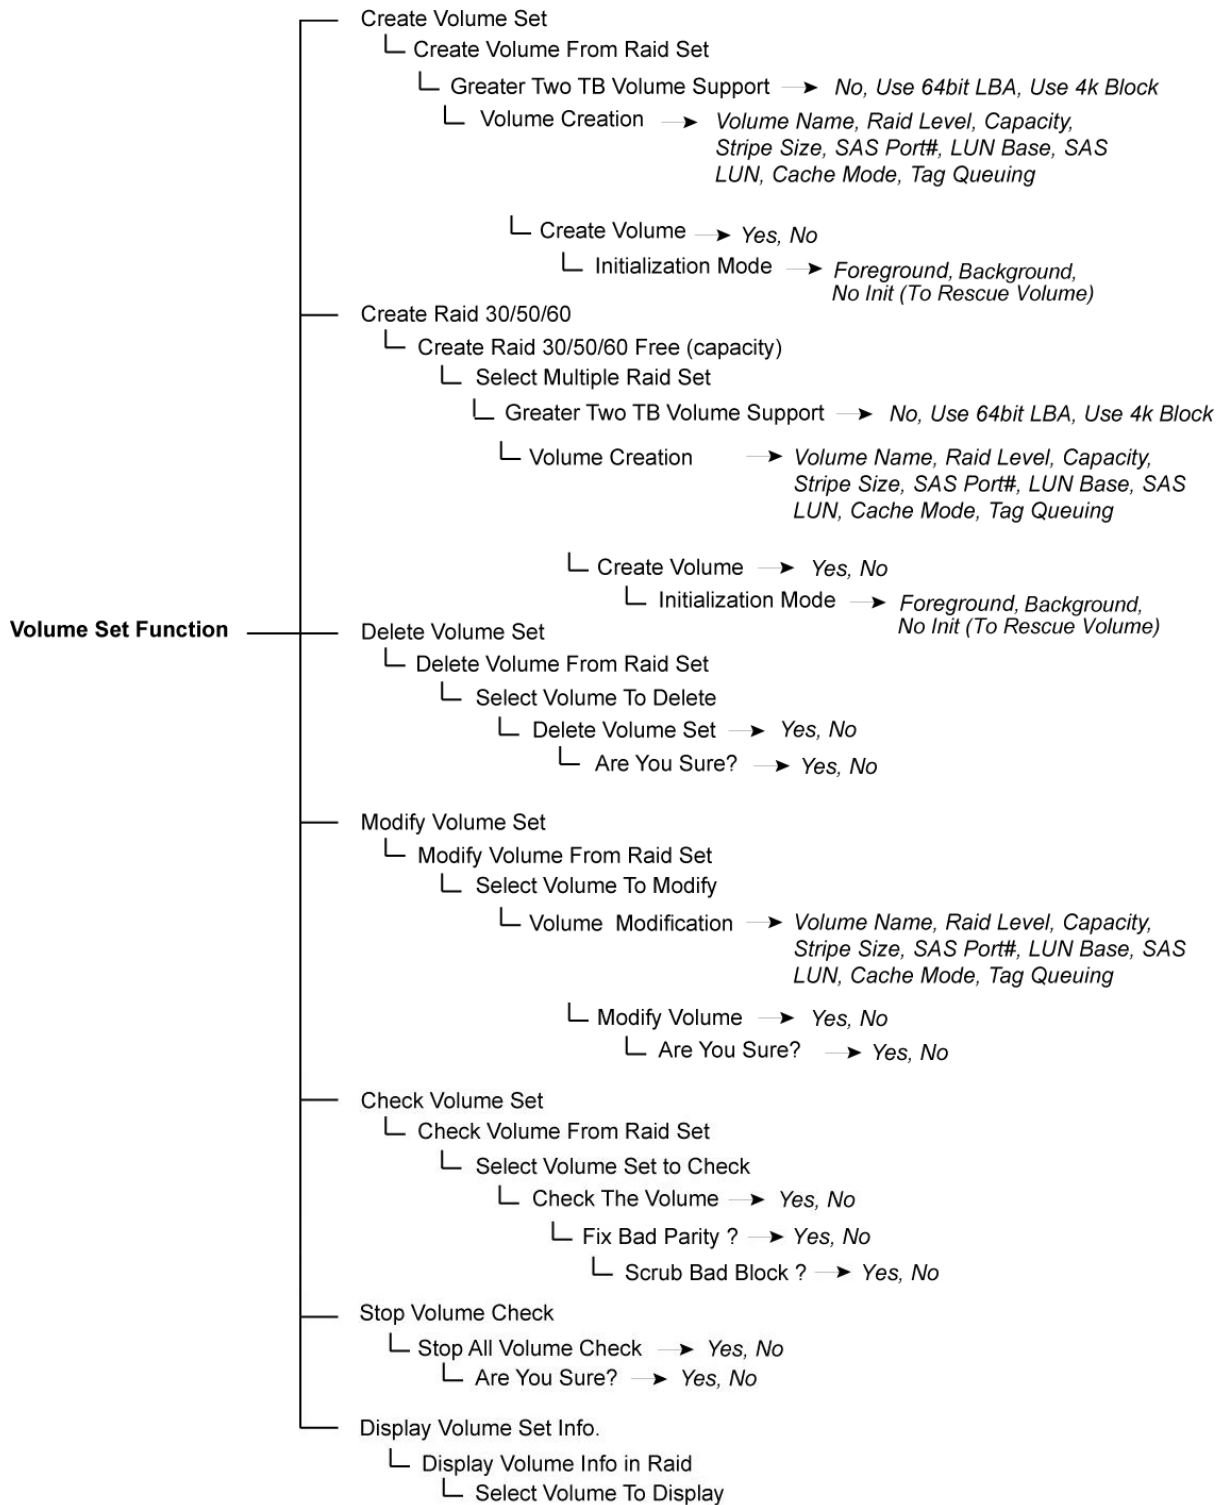 Create Volume Set
Create Volume From Raid Set
Greater Two TB Volume Support
No, Use 64bit LBA, Use 4k Block
Volume Creation
Volume Name, Raid Level, Capacity,
Stripe Size, SAS Port#, LUN Base, SAS
LUN, Cache Mode, Tag Queuing
Create Volume
Yes, No
Initialization Mode
Foreground, Background,
No Init (To Rescue Volume)
Create Raid 30/50/60
Create Raid 30/50/60 Free (capacity)
Select Multiple Raid Set
Greater Two TB Volume Support
No, Use 64bit LBA, Use 4k Block
Volume Creation
Volume Name, Raid Level, Capacity,
Stripe Size, SAS Port#, LUN Base, SAS
LUN, Cache Mode, Tag Queuing
Create Volume
Yes, No
Initialization Mode
Foreground, Background,
No Init (To Rescue Volume)
Volume Set Function
Delete Volume Set
Delete Volume From Raid Set
Select Volume To Delete
Delete Volume Set
Yes, No
Are You Sure?
Yes, No
Modify Volume Set
Modify Volume From Raid Set
Select Volume To Modify
Volume Modification
Volume Name, Raid Level, Capacity,
Stripe Size, SAS Port#, LUN Base, SAS
LUN, Cache Mode, Tag Queuing
Modify Volume
Yes, No
Are You Sure?
Yes, No
Check Volume Set
Check Volume From Raid Set
Select Volume Set to Check
Check The Volume
Yes, No
Fix Bad Parity ?
Yes, No
Scrub Bad Block ?
Yes, No
Stop Volume Check
Stop All Volume Check
Yes, No
Are You Sure?
Yes, No
Display Volume Set Info.
Display Volume Info in Raid
Select Volume To Display